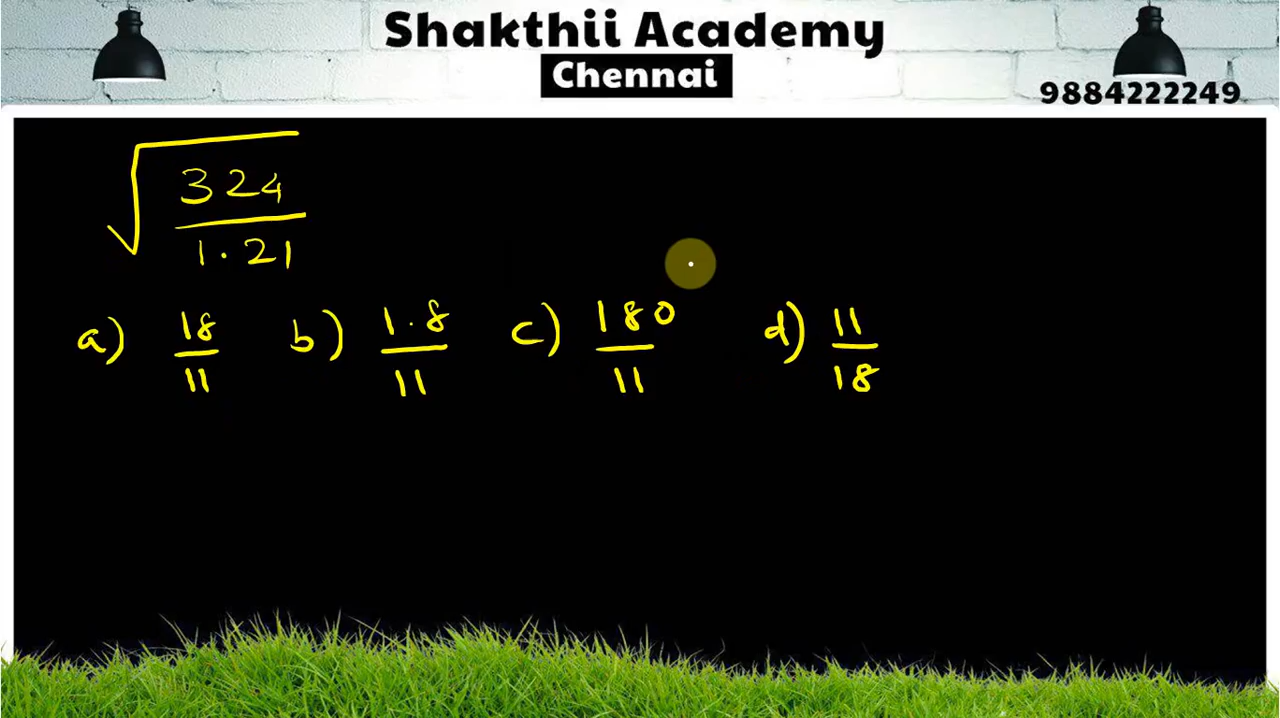 Shakthii Academy
Chennai
9884222249
√324/1.21
a) 18/11 b) 1.8/11 c) 180/11 d) 11/18